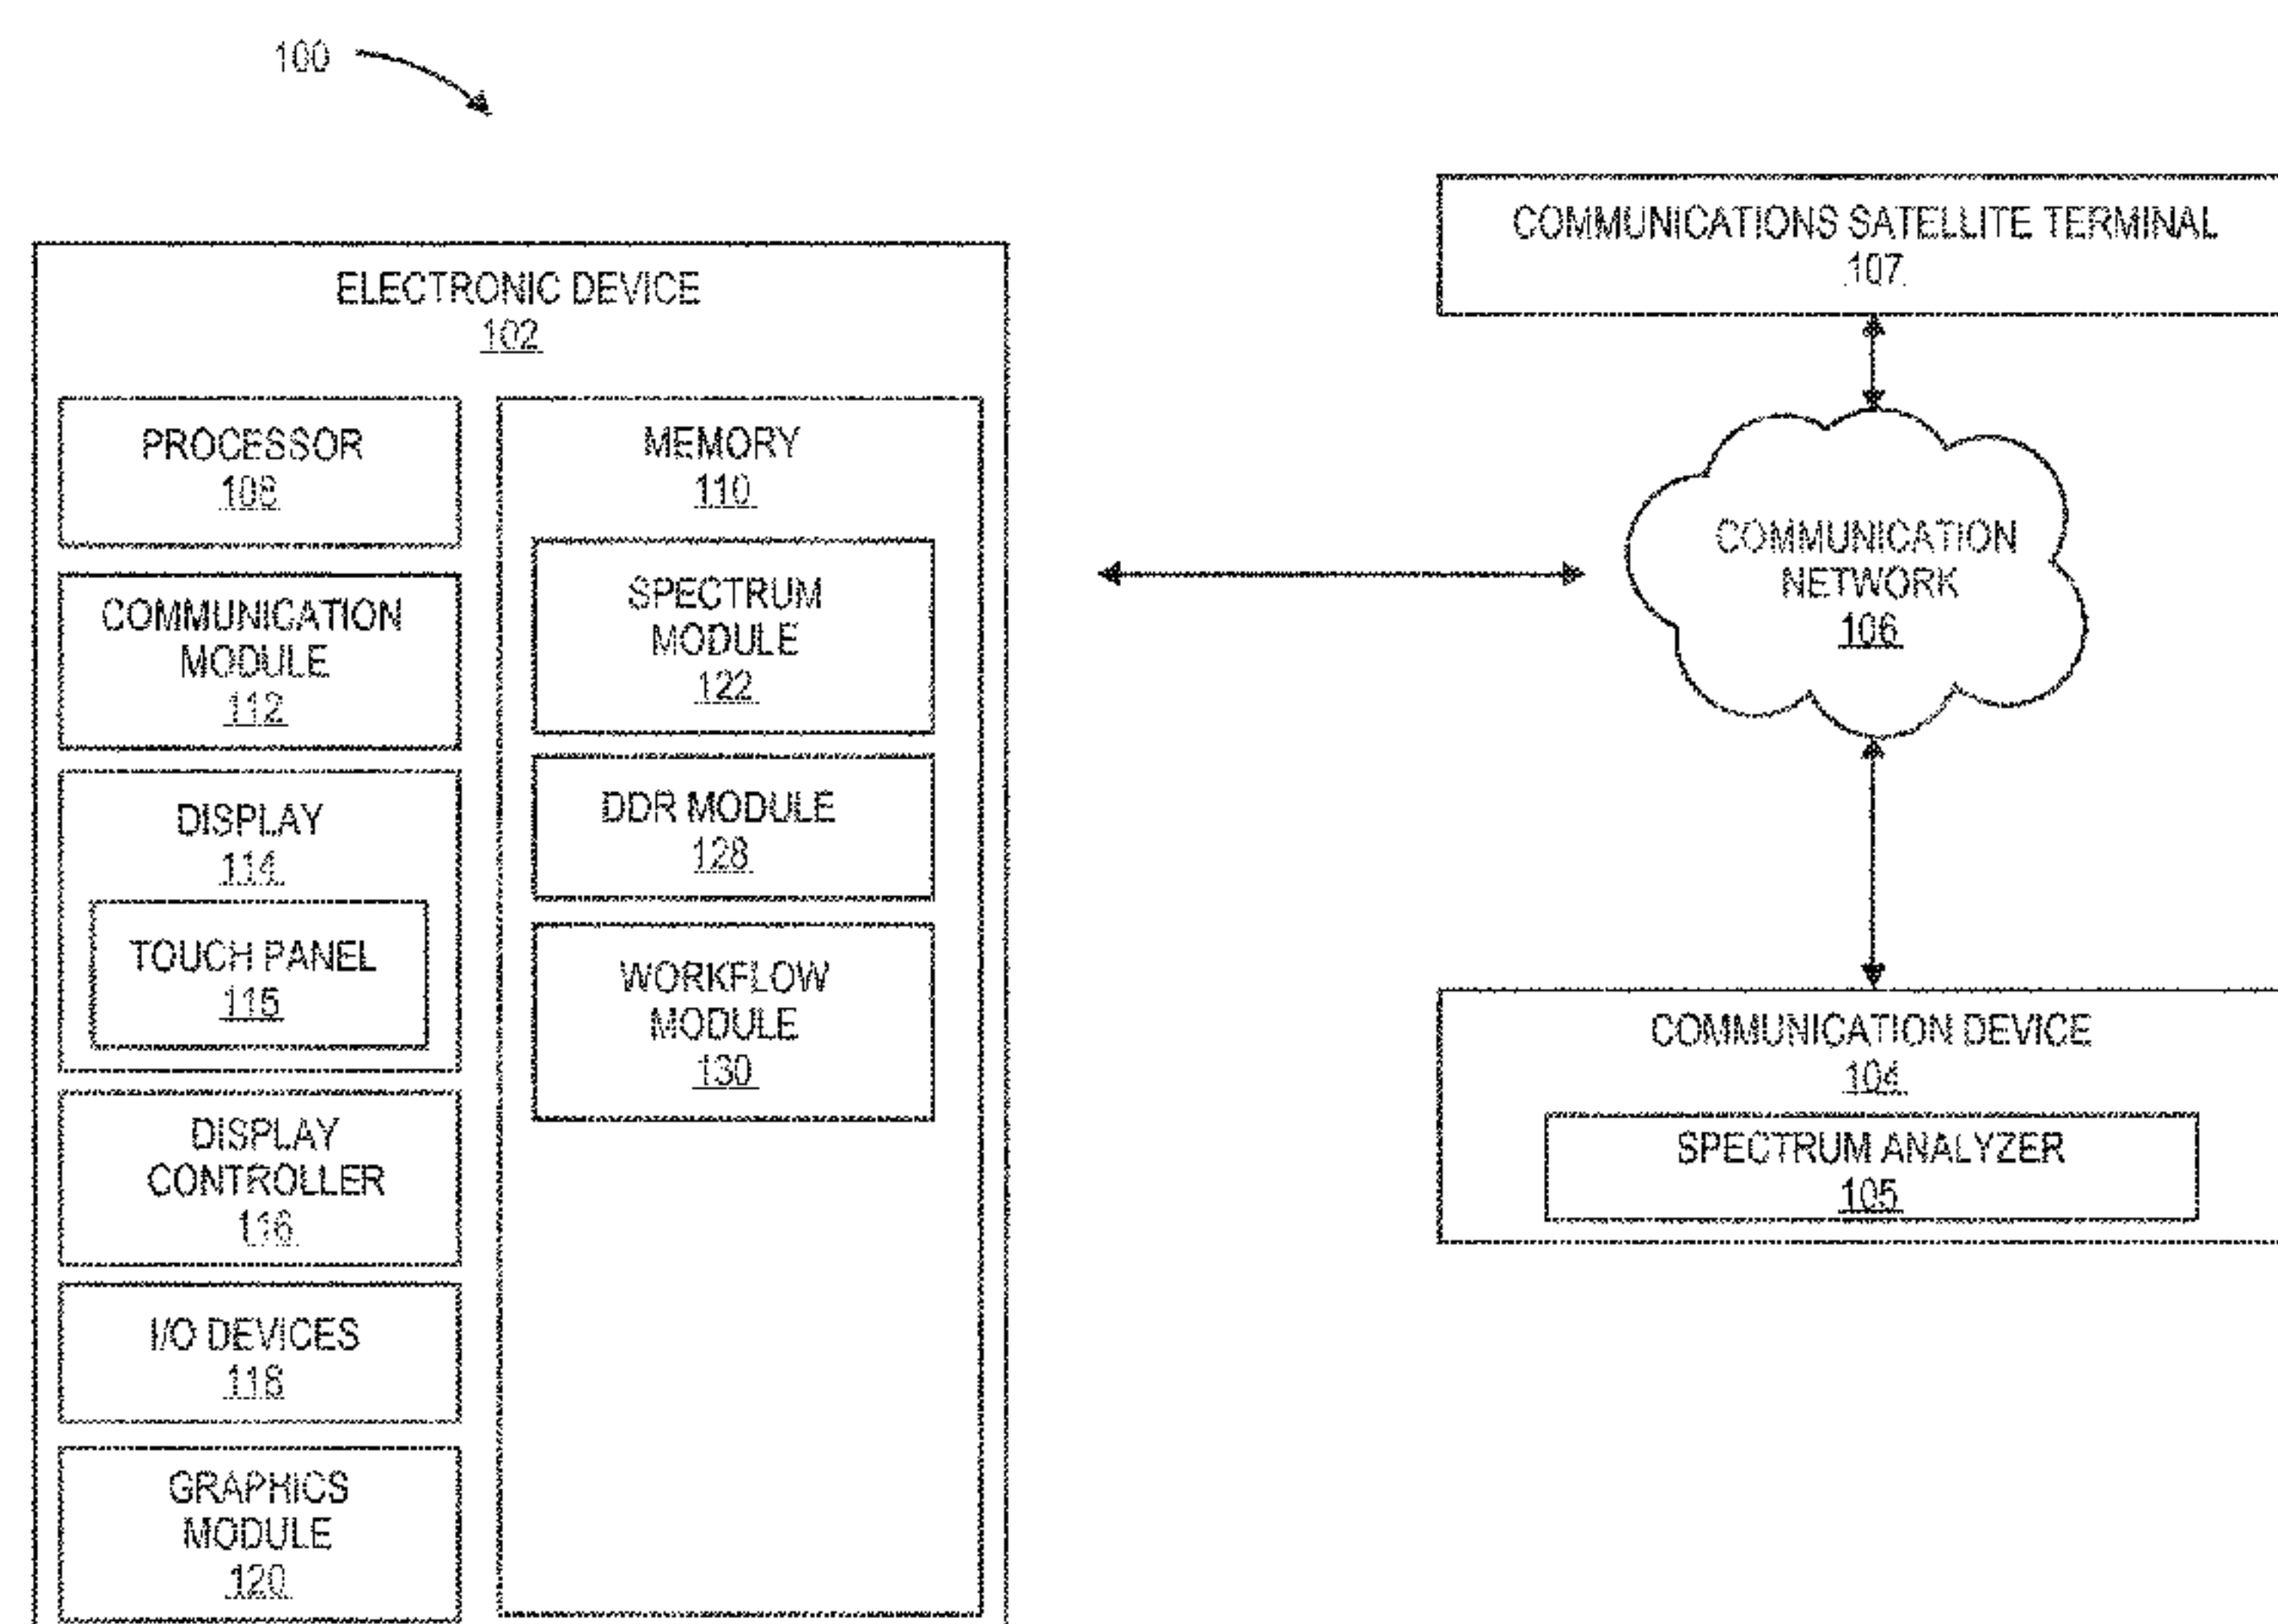 100
ELECTRONIC DEVICE
102
PROCESSOR
108
COMMUNICATION
MODULE
112
DISPLAY
114
TOUCH PANEL
115
DISPLAY
CONTROLLER
116
I/O DEVICES
118
GRAPHICS
MODULE
120
MEMORY
110
SPECTRUM
MODULE
122
DDR MODULE
128
WORKFLOW
MODULE
130
COMMUNICATIONS SATELLITE TERMINAL
107
COMMUNICATION
NETWORK
106
COMMUNICATION DEVICE
104
SPECTRUM ANALYZER
105